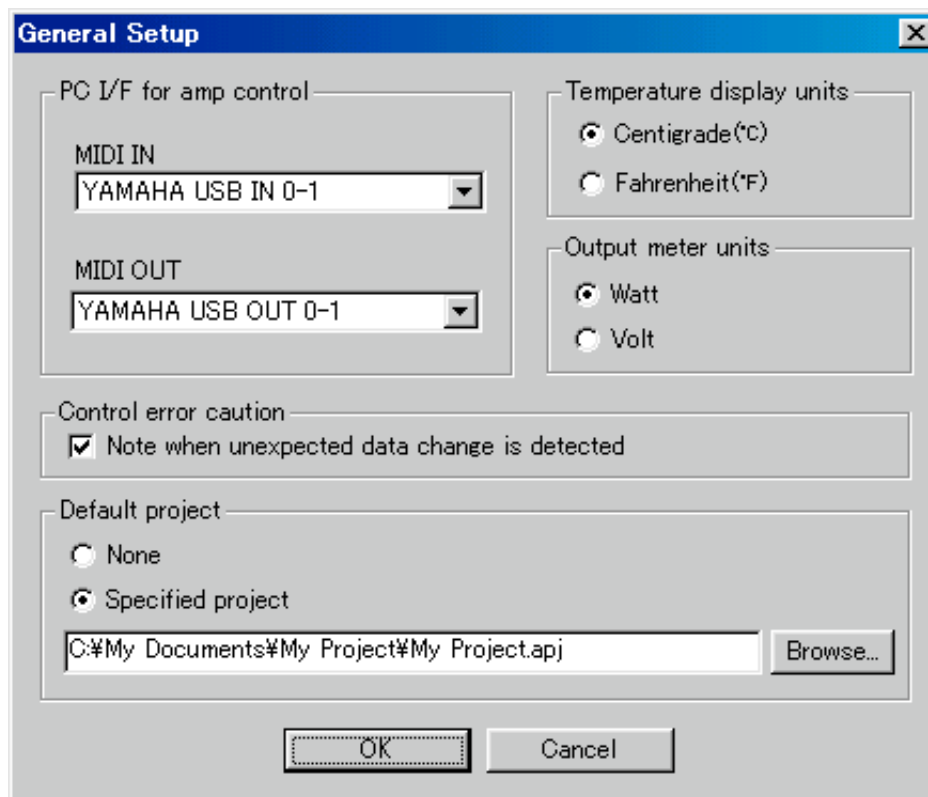 General Setup
PC I/F for amp control
MIDI IN
YAMAHA USB IN 0-1
MIDI OUT
YAMAHA USB OUT 0-1
Temperature display units
Centigrade(°C)
Fahrenheit(°F)
Output meter units
Watt
Volt
Control error caution
Note when unexpected data change is detected
Default project
None
Specified project
C:¥My Documents¥My Project¥My Project.apj
Browse...
OK
Cancel